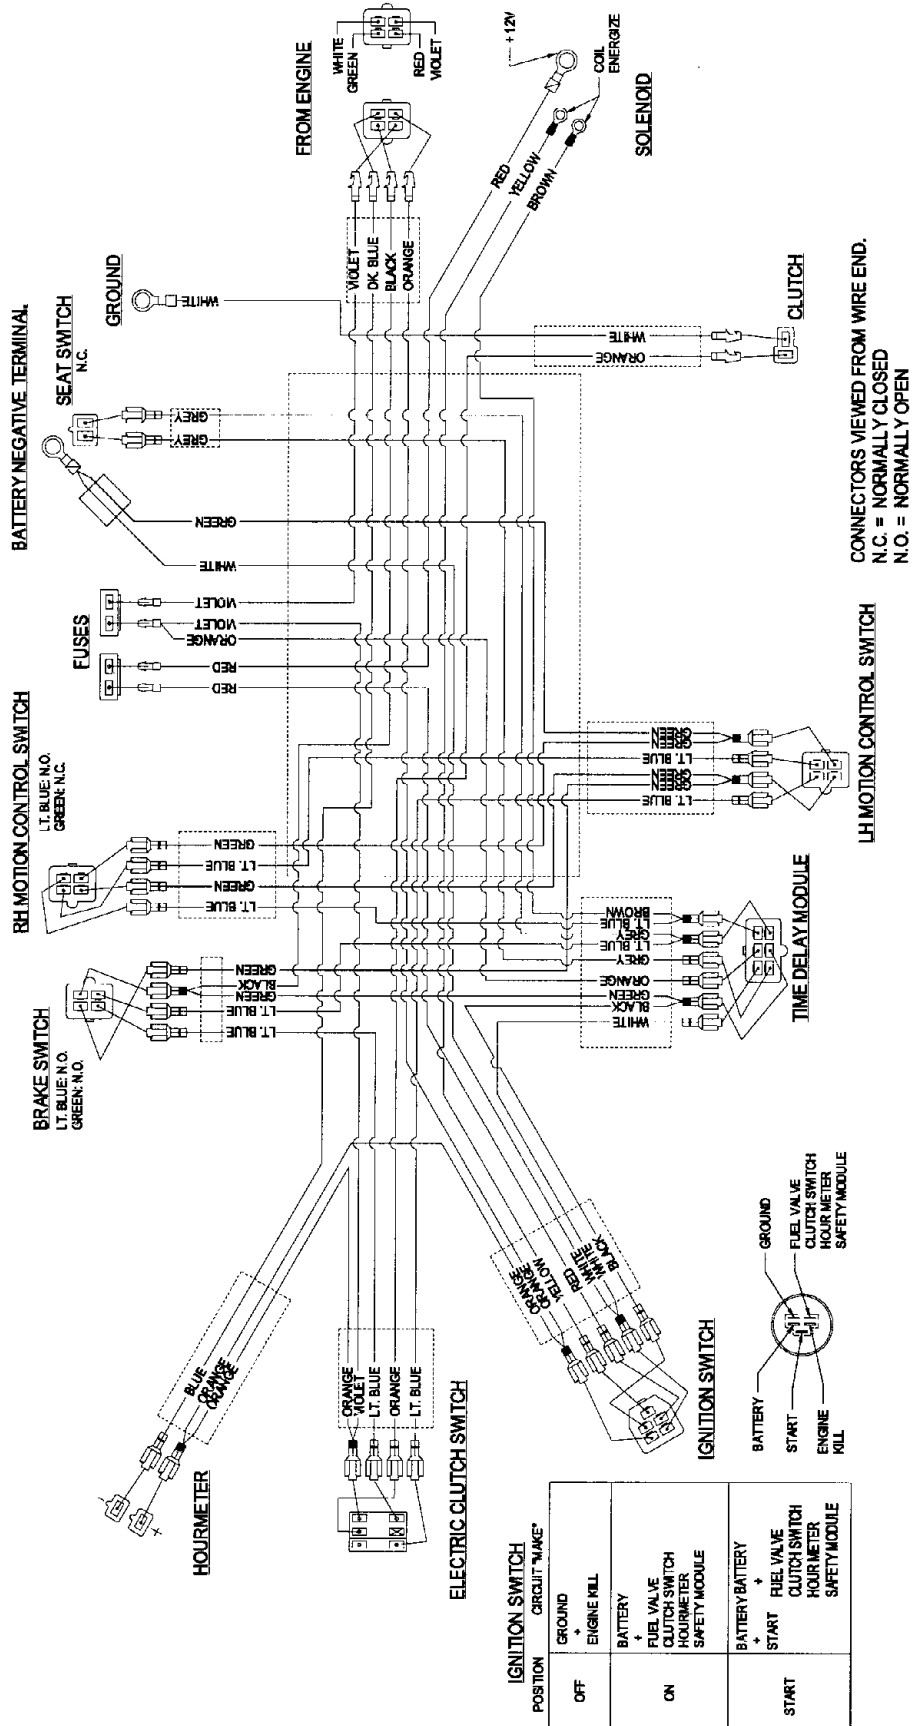 FROM ENGINE
WHITE
GREEN
RED
VIOLET
+12V
COIL
ENERGIZE
SOLENOID
RED
YELLOW
BROWN
VIOLET
DK. BLUE
BLACK
ORANGE
GROUND
WHITE
WHITE
ORANGE
CLUTCH
BATTERY NEGATIVE TERMINAL
SEAT SWITCH
N.C.
GREY
GREY
GREEN
WHITE
FUSES
VIOLET
VIOLET
ORANGE
RED
RED
CONNECTORS VIEWED FROM WIRE END.
N.C. = NORMALLY CLOSED
N.O. = NORMALLY OPEN
RH MOTION CONTROL SWITCH
LT. BLUE: N.O.
GREEN: N.C.
GREEN
LT. BLUE
GREEN
LT. BLUE
GREEN
GREEN
LT. BLUE
GREEN
GREEN
LT. BLUE
LH MOTION CONTROL SWITCH
BRAKE SWITCH
LT. BLUE: N.O.
GREEN: N.O.
GREEN
BLACK
GREEN
LT. BLUE
LT. BLUE
BROWN
LT. BLUE
GREY
LT. BLUE
GREY
ORANGE
GREEN
BLACK
WHITE
TIME DELAY MODULE
BLUE
ORANGE
ORANGE
-
+
HOURMETER
ORANGE
VIOLET
LT. BLUE
ORANGE
LT. BLUE
ELECTRIC CLUTCH SWITCH
ORANGE
ORANGE
YELLOW
RED
WHITE
WHITE
BLACK
IGNITION SWITCH
BATTERY
START
ENGINE
KILL
GROUND
FUEL VALVE
CLUTCH SWITCH
HOUR METER
SAFETY MODULE
IGNITION SWITCH
POSITION CIRCUIT "MAKE"
OFF
GROUND
+
ENGINE KILL
ON
BATTERY
+
FUEL VALVE
CLUTCH SWITCH
HOURMETER
SAFETY MODULE
START
BATTERY BATTERY
+ +
START FUEL VALVE
CLUTCH SWITCH
HOUR METER
SAFETY MODULE